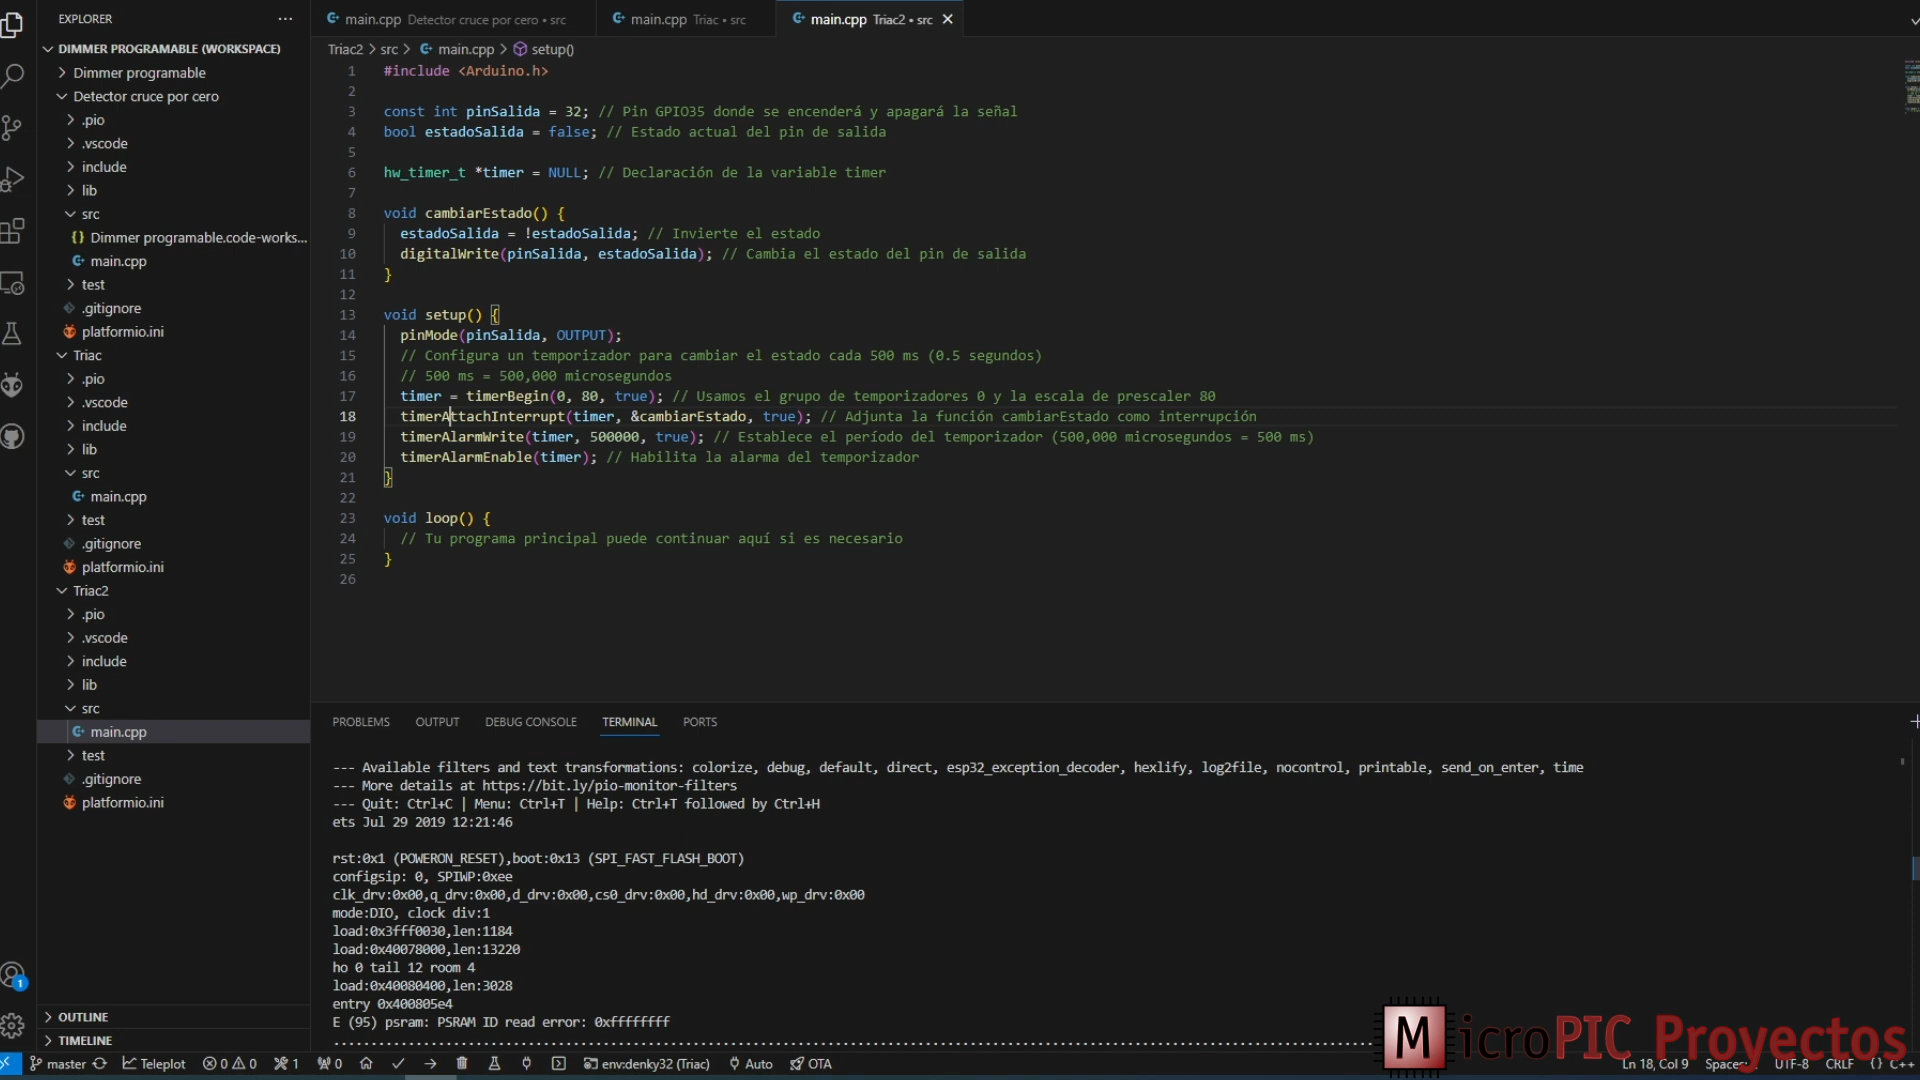 EXPLORER
DIMMER PROGRAMABLE (WORKSPACE)
Dimmer programable
Detector cruce por cero
.pio
.vscode
include
lib
src
{} Dimmer programable.code-works...
main.cpp
test
.gitignore
platformio.ini
Triac
.pio
.vscode
include
lib
src
main.cpp
test
.gitignore
platformio.ini
Triac2
.pio
.vscode
include
lib
src
main.cpp
test
.gitignore
platformio.ini
OUTLINE
TIMELINE
main.cpp Detector cruce por cero • src
main.cpp Triac • src
main.cpp Triac2 • src
Triac2 > src > main.cpp > setup()
1 #include <Arduino.h>
2
3 const int pinSalida = 32; // Pin GPIO35 donde se encenderá y apagará la señal
4 bool estadoSalida = false; // Estado actual del pin de salida
5
6 hw_timer_t *timer = NULL; // Declaración de la variable timer
7
8 void cambiarEstado() {
9 estadoSalida = !estadoSalida; // Invierte el estado
10 digitalWrite(pinSalida, estadoSalida); // Cambia el estado del pin de salida
11 }
12
13 void setup() {
14 pinMode(pinSalida, OUTPUT);
15 // Configura un temporizador para cambiar el estado cada 500 ms (0.5 segundos)
16 // 500 ms = 500,000 microsegundos
17 timer = timerBegin(0, 80, true); // Usamos el grupo de temporizadores 0 y la escala de prescaler 80
18 timerAttachInterrupt(timer, &cambiarEstado, true); // Adjunta la función cambiarEstado como interrupción
19 timerAlarmWrite(timer, 500000, true); // Establece el período del temporizador (500,000 microsegundos = 500 ms)
20 timerAlarmEnable(timer); // Habilita la alarma del temporizador
21 }
22
23 void loop() {
24 // Tu programa principal puede continuar aquí si es necesario
25 }
26
PROBLEMS OUTPUT DEBUG CONSOLE TERMINAL PORTS
--- Available filters and text transformations: colorize, debug, default, direct, esp32_exception_decoder, hexlify, log2file, nocontrol, printable, send_on_enter, time
--- More details at https://bit.ly/pio-monitor-filters
--- Quit: Ctrl+C | Menu: Ctrl+T | Help: Ctrl+T followed by Ctrl+H
ets Jul 29 2019 12:21:46
rst:0x1 (POWERON_RESET),boot:0x13 (SPI_FAST_FLASH_BOOT)
configsip: 0, SPIWP:0xee
clk_drv:0x00,q_drv:0x00,d_drv:0x00,cs0_drv:0x00,hd_drv:0x00,wp_drv:0x00
mode:DIO, clock div:1
load:0x3fff0030,len:1184
load:0x40078000,len:13220
ho 0 tail 12 room 4
load:0x40080400,len:3028
entry 0x400805e4
E (95) psram: PSRAM ID read error: 0xffffffff
MicroPIC Proyectos
1
master Teleplot 0 0 1 0 env:denky32 (Triac) Auto OTA Ln 18, Col 9 Spaces: UTF-8 CRLF {} C++